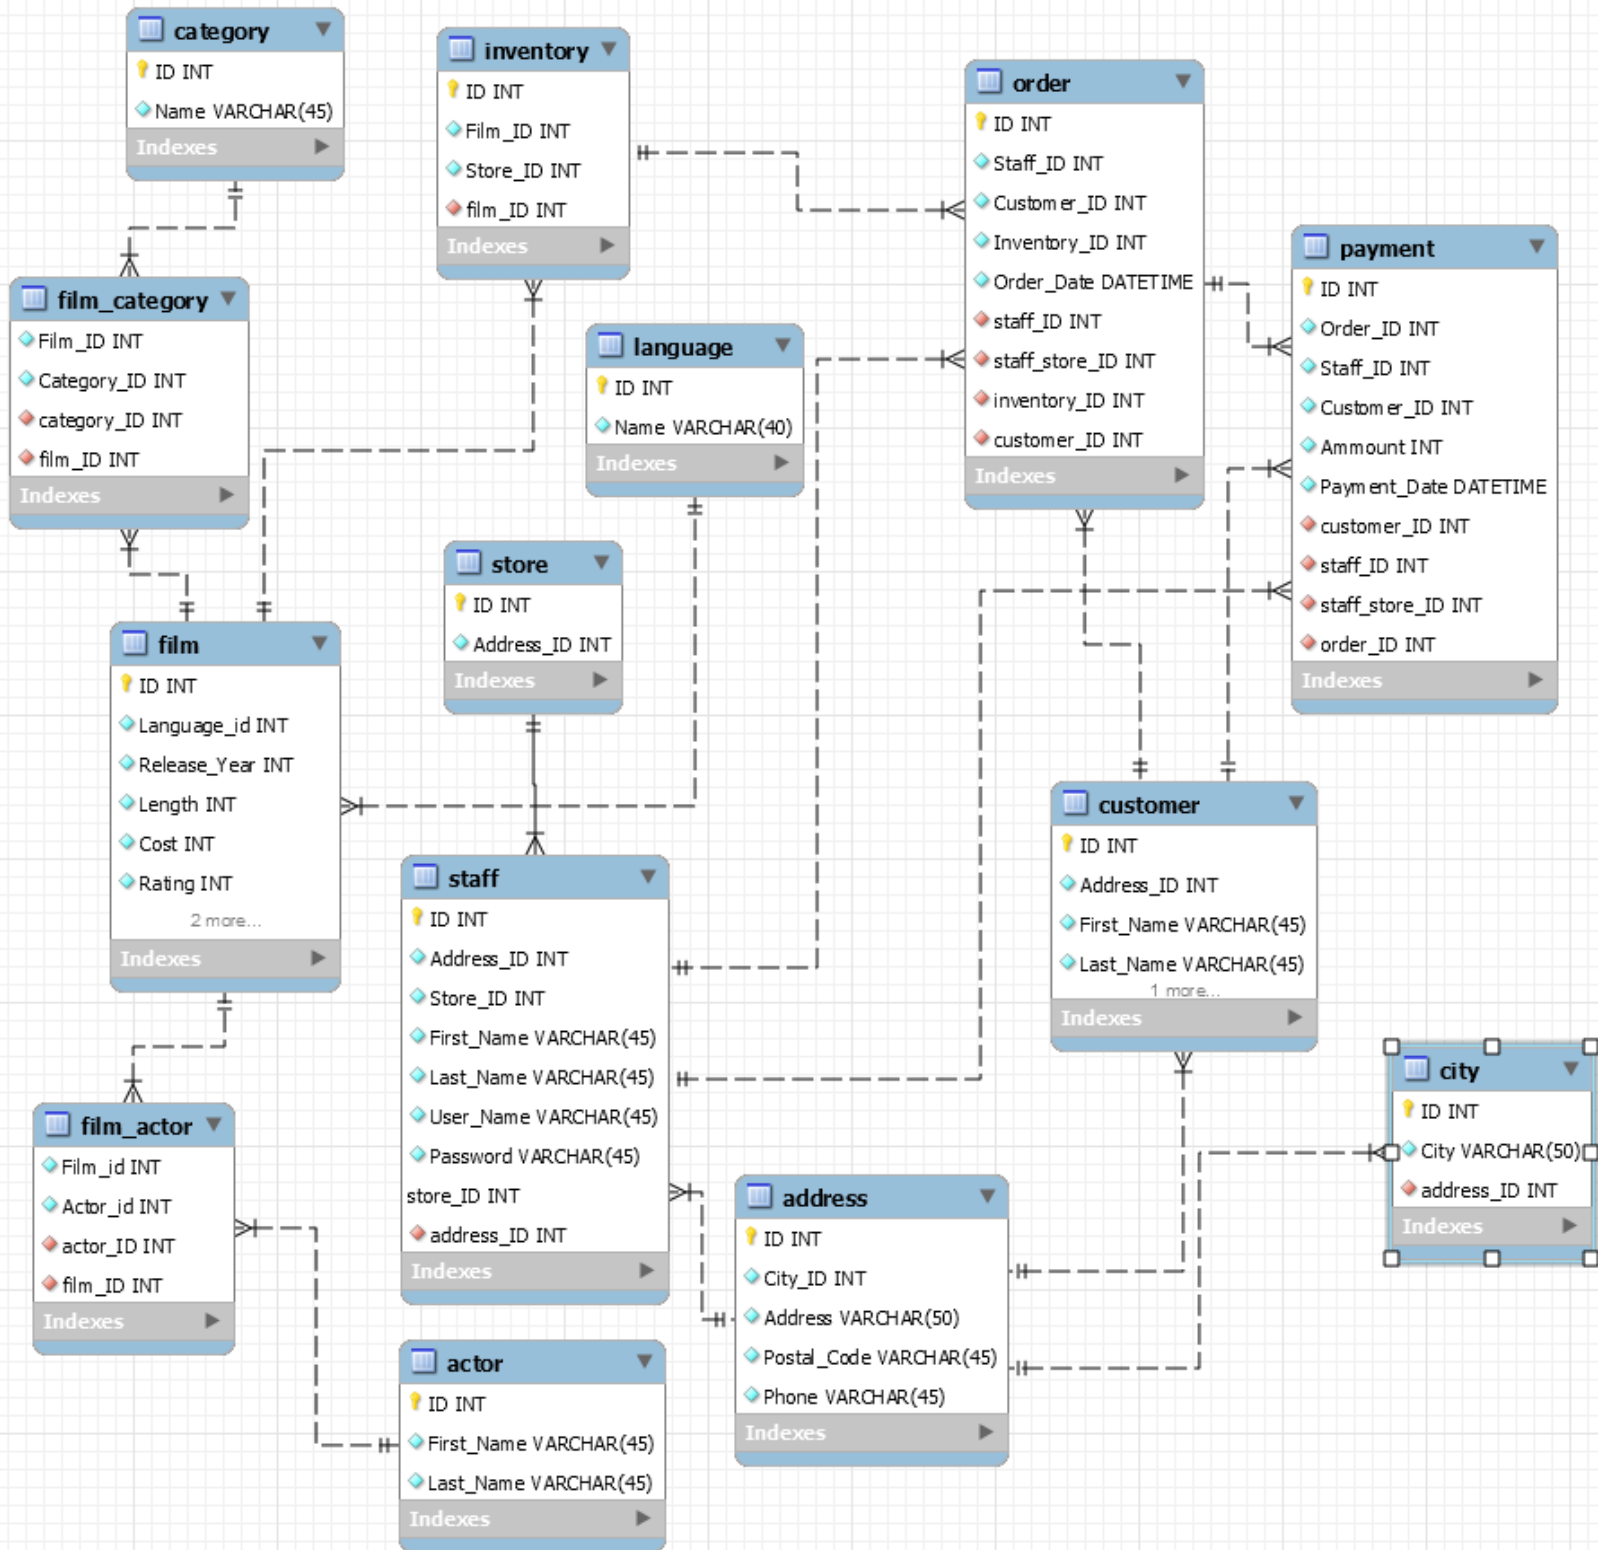 category
ID INT
Name VARCHAR(45)
Indexes
inventory
ID INT
Film_ID INT
Store_ID INT
film_ID INT
Indexes
order
ID INT
Staff_ID INT
Customer_ID INT
Inventory_ID INT
Order_Date DATETIME
staff_ID INT
staff_store_ID INT
inventory_ID INT
customer_ID INT
Indexes
payment
ID INT
Order_ID INT
Staff_ID INT
Customer_ID INT
Ammount INT
Payment_Date DATETIME
customer_ID INT
staff_ID INT
staff_store_ID INT
order_ID INT
Indexes
film_category
Film_ID INT
Category_ID INT
category_ID INT
film_ID INT
Indexes
language
ID INT
Name VARCHAR(40)
Indexes
store
ID INT
Address_ID INT
Indexes
film
ID INT
Language_id INT
Release_Year INT
Length INT
Cost INT
Rating INT
2 more...
Indexes
staff
ID INT
Address_ID INT
Store_ID INT
First_Name VARCHAR(45)
Last_Name VARCHAR(45)
User_Name VARCHAR(45)
Password VARCHAR(45)
store_ID INT
address_ID INT
Indexes
customer
ID INT
Address_ID INT
First_Name VARCHAR(45)
Last_Name VARCHAR(45)
1 more...
Indexes
city
ID INT
City VARCHAR(50)
address_ID INT
Indexes
film_actor
Film_id INT
Actor_id INT
actor_ID INT
film_ID INT
Indexes
address
ID INT
City_ID INT
Address VARCHAR(50)
Postal_Code VARCHAR(45)
Phone VARCHAR(45)
Indexes
actor
ID INT
First_Name VARCHAR(45)
Last_Name VARCHAR(45)
Indexes